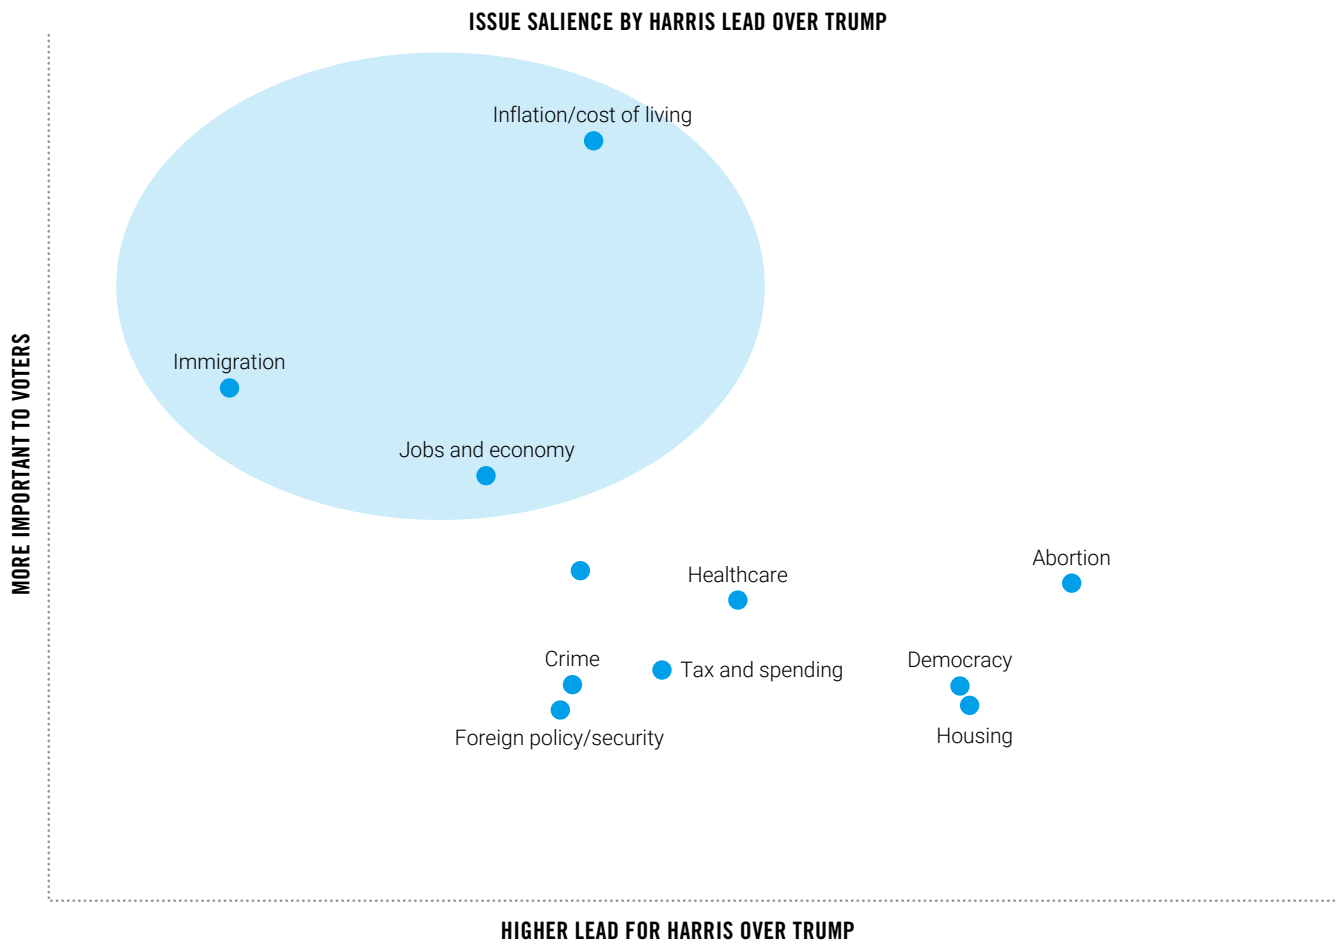 ISSUE SALIENCE BY HARRIS LEAD OVER TRUMP
Inflation/cost of living
Immigration
Jobs and economy
MORE IMPORTANT TO VOTERS
Abortion
Healthcare
Crime
Tax and spending
Democracy
Foreign policy/security
Housing
HIGHER LEAD FOR HARRIS OVER TRUMP